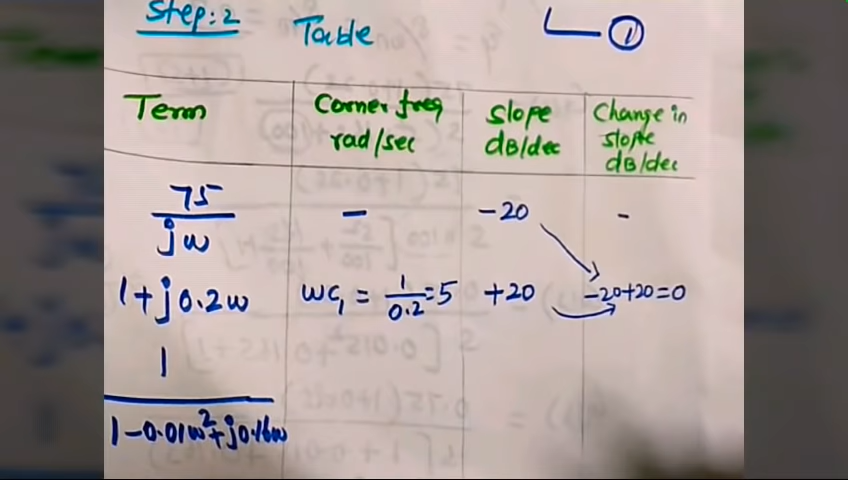 Step:2 Table ①
Term Corner freq rad/sec slope dB/dec Change in slope dB/dec
75/jω - -20 -
1+j0.2ω ωc₁ = 1/0.2 = 5 +20 -20+20=0
1/1-0.01ω²+j0.16ω